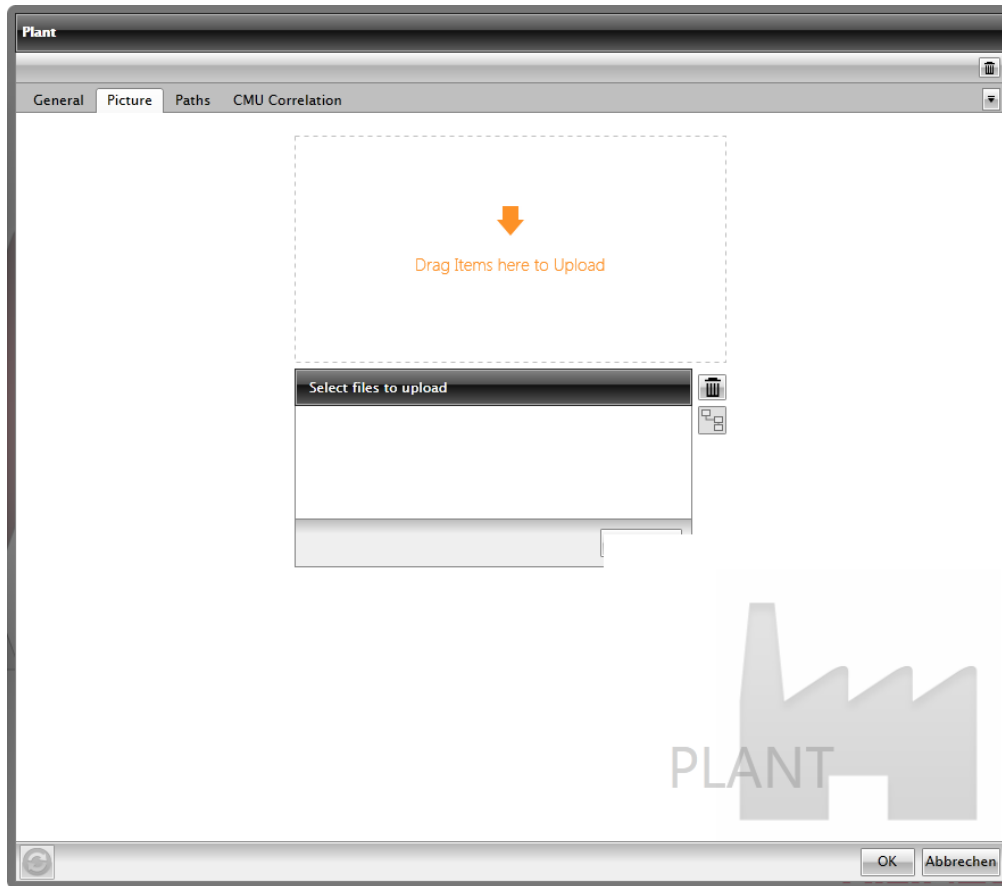 Plant
General Picture Paths CMU Correlation
Drag Items here to Upload
Select files to upload
PLANT
OK Abbrechen